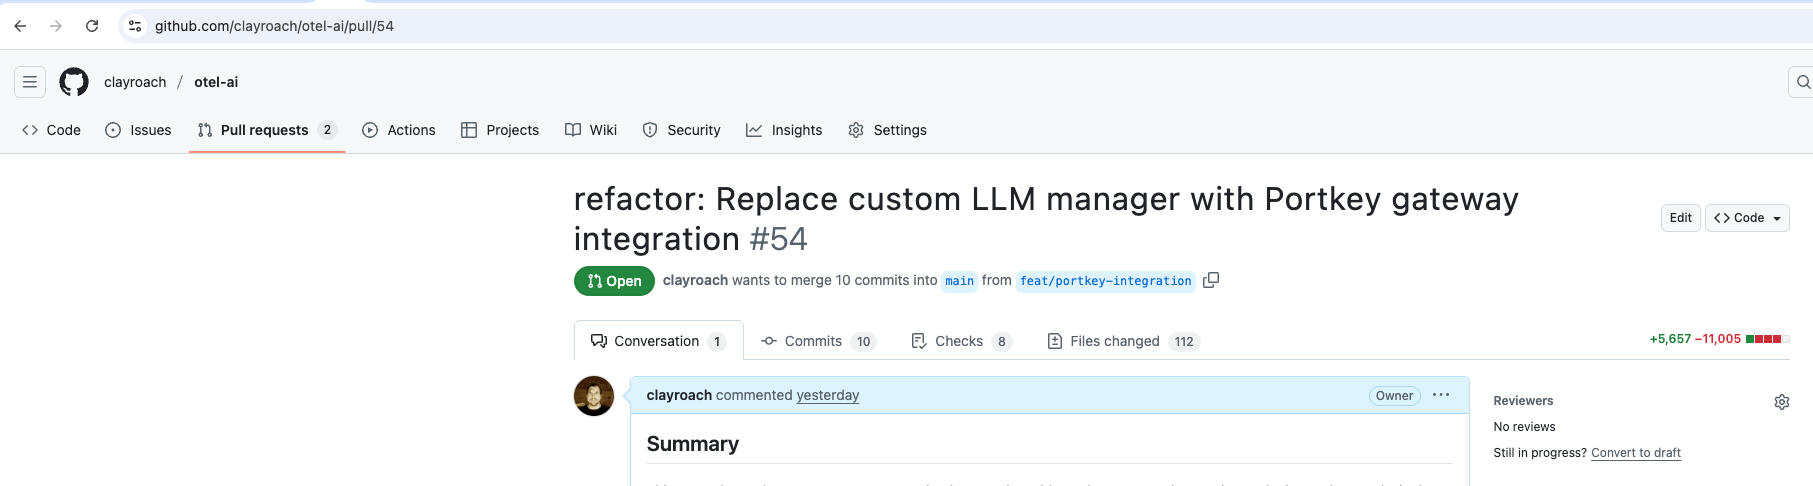 github.com/clayroach/otel-ai/pull/54
clayroach / otel-ai
Code Issues Pull requests 2 Actions Projects Wiki Security Insights Settings
refactor: Replace custom LLM manager with Portkey gateway
integration #54
Edit <> Code
Open clayroach wants to merge 10 commits into main from feat/portkey-integration
Conversation 1 Commits 10 Checks 8 Files changed 112
+5,657 −11,005
clayroach commented yesterday
Owner
Summary
Reviewers
No reviews
Still in progress? Convert to draft